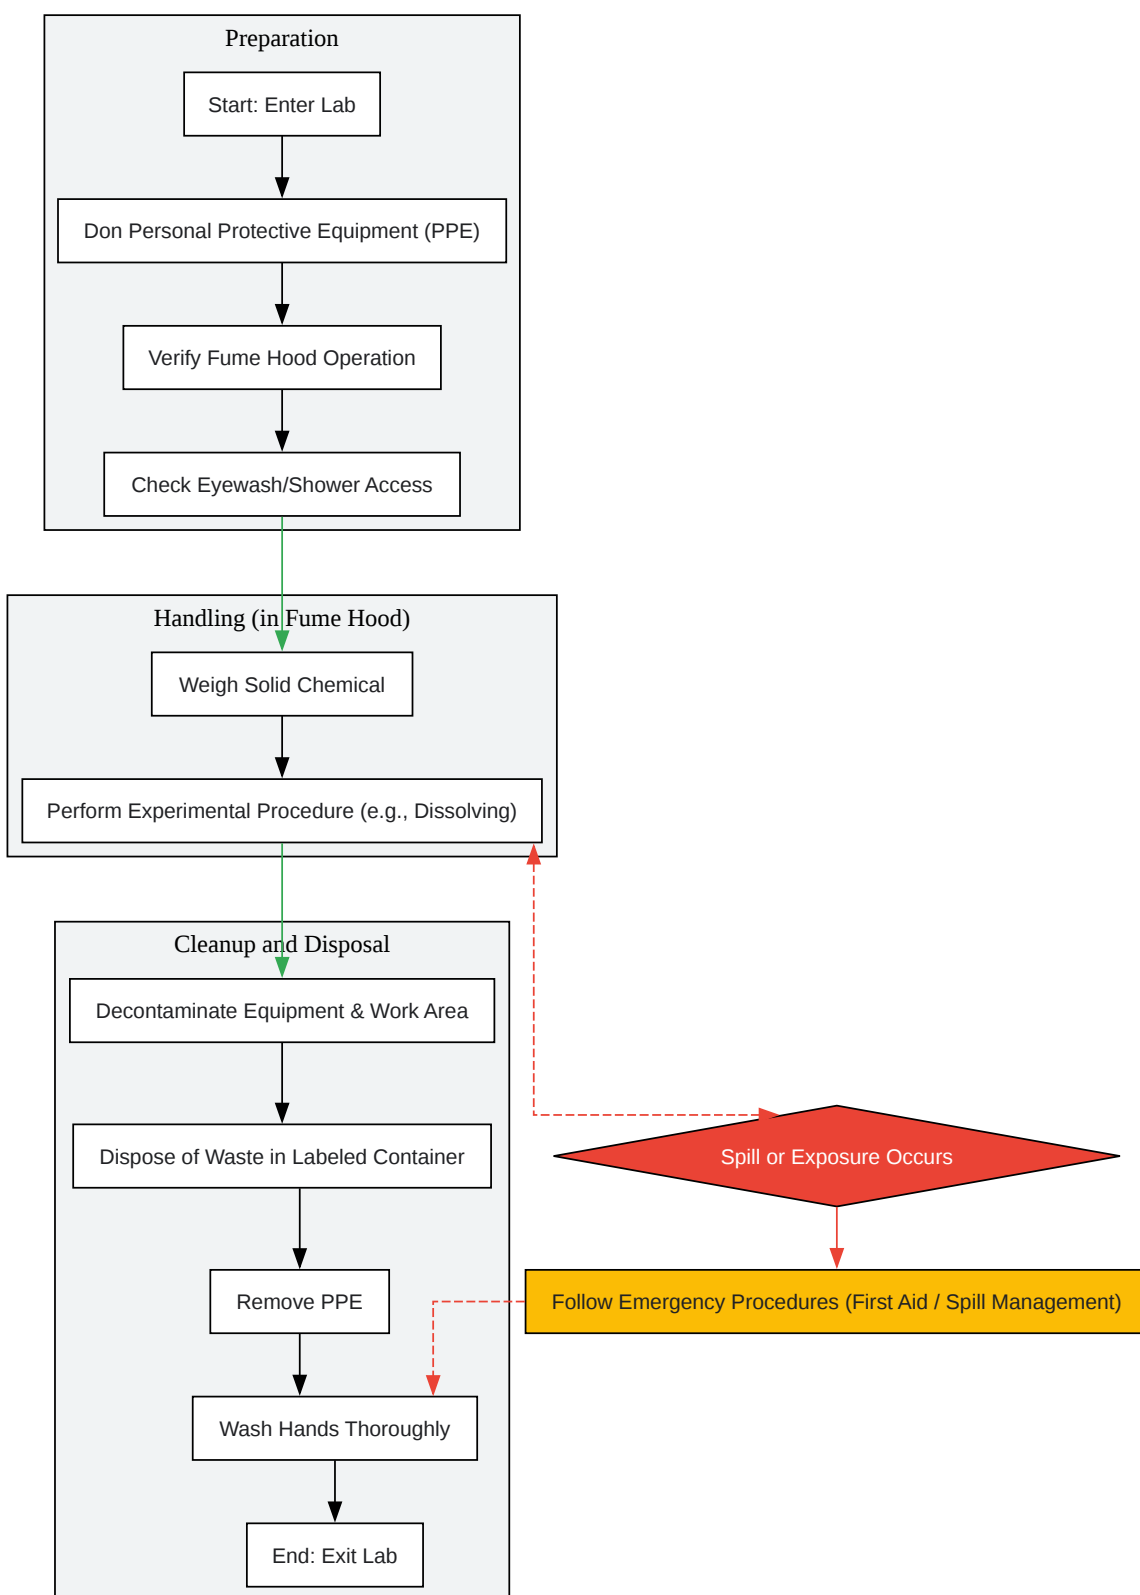 Preparation
Start: Enter Lab
Don Personal Protective Equipment (PPE)
Verify Fume Hood Operation
Check Eyewash/Shower Access
Handling (in Fume Hood)
Weigh Solid Chemical
Perform Experimental Procedure (e.g., Dissolving)
Cleanup and Disposal
Decontaminate Equipment & Work Area
Dispose of Waste in Labeled Container
Spill or Exposure Occurs
Remove PPE
Follow Emergency Procedures (First Aid / Spill Management)
Wash Hands Thoroughly
End: Exit Lab